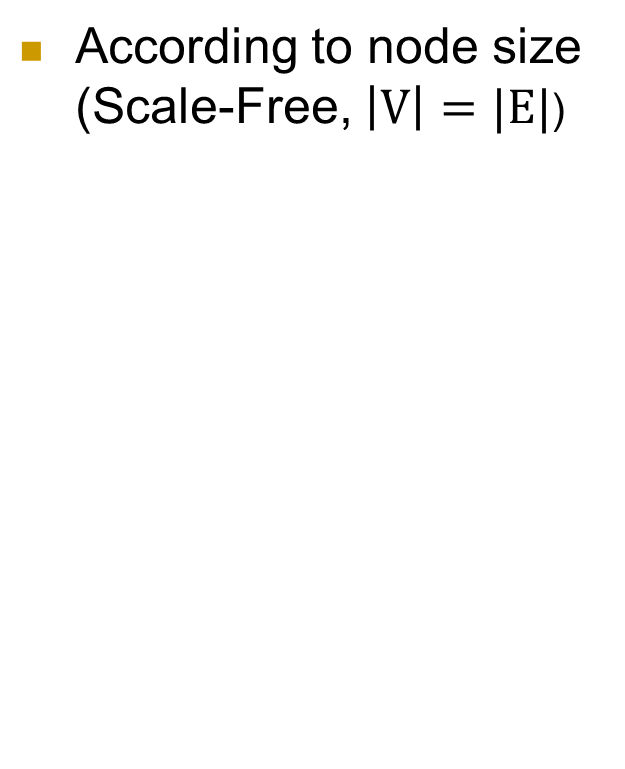 According to node size
(Scale-Free, |V| = |E|)